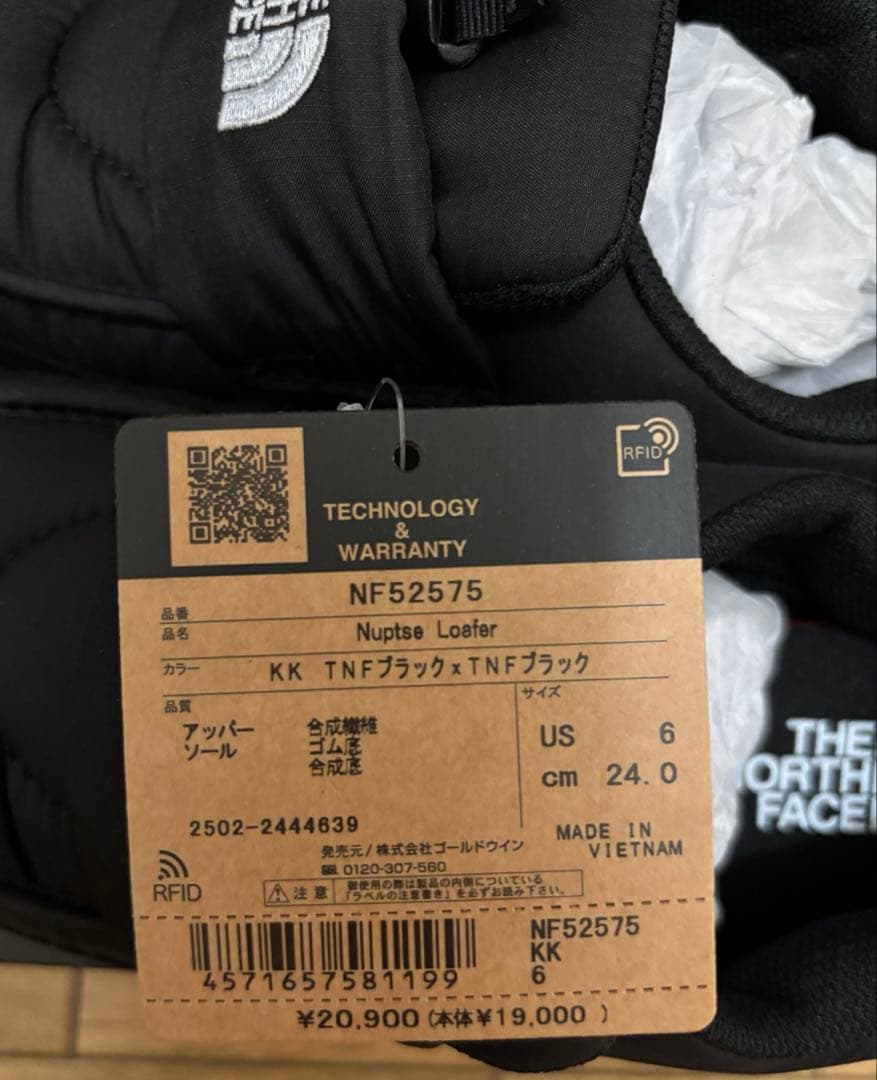 THE
NORTH
FACE
RFID
TECHNOLOGY
&
WARRANTY
品番 NF52575
品名 Nuptse Loafer
カラー KK TNFブラックxTNFブラック
品質
アッパー 合成繊維
ソール ゴム底
合成底
サイズ
US 6
cm 24.0
2502-2444639
MADE IN
VIETNAM
発売元/株式会社ゴールドウイン
0120-307-560
RFID
注意 御使用の際は製品の内側についている
「ラベルの注意書き」を必ずお読み下さい。
4571657581199
NF52575
KK
6
¥20,900 (本体¥19,000 )
THE
ORTH
FACE